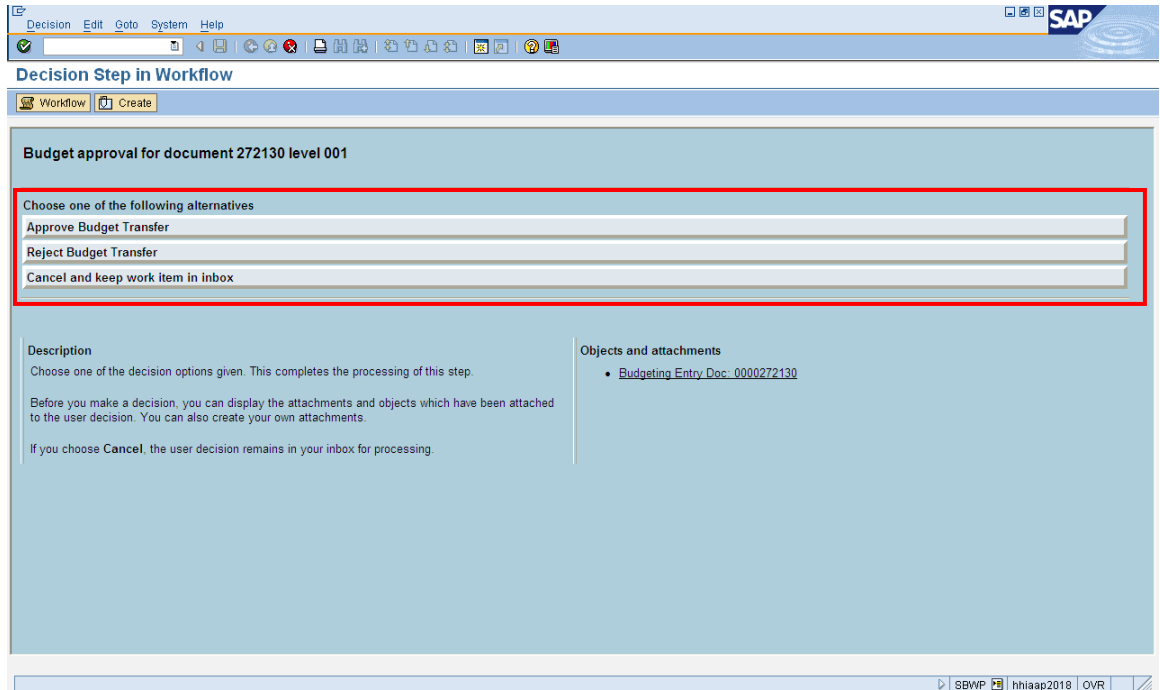 Decision Edit Goto System Help
SAP
Decision Step in Workflow
Workflow Create
Budget approval for document 272130 level 001
Choose one of the following alternatives
Approve Budget Transfer
Reject Budget Transfer
Cancel and keep work item in inbox
Description
Choose one of the decision options given. This completes the processing of this step.
Before you make a decision, you can display the attachments and objects which have been attached
to the user decision. You can also create your own attachments.
If you choose Cancel, the user decision remains in your inbox for processing.
Objects and attachments
• Budgeting Entry Doc: 0000272130
SBWP hhiaap2018 OVR